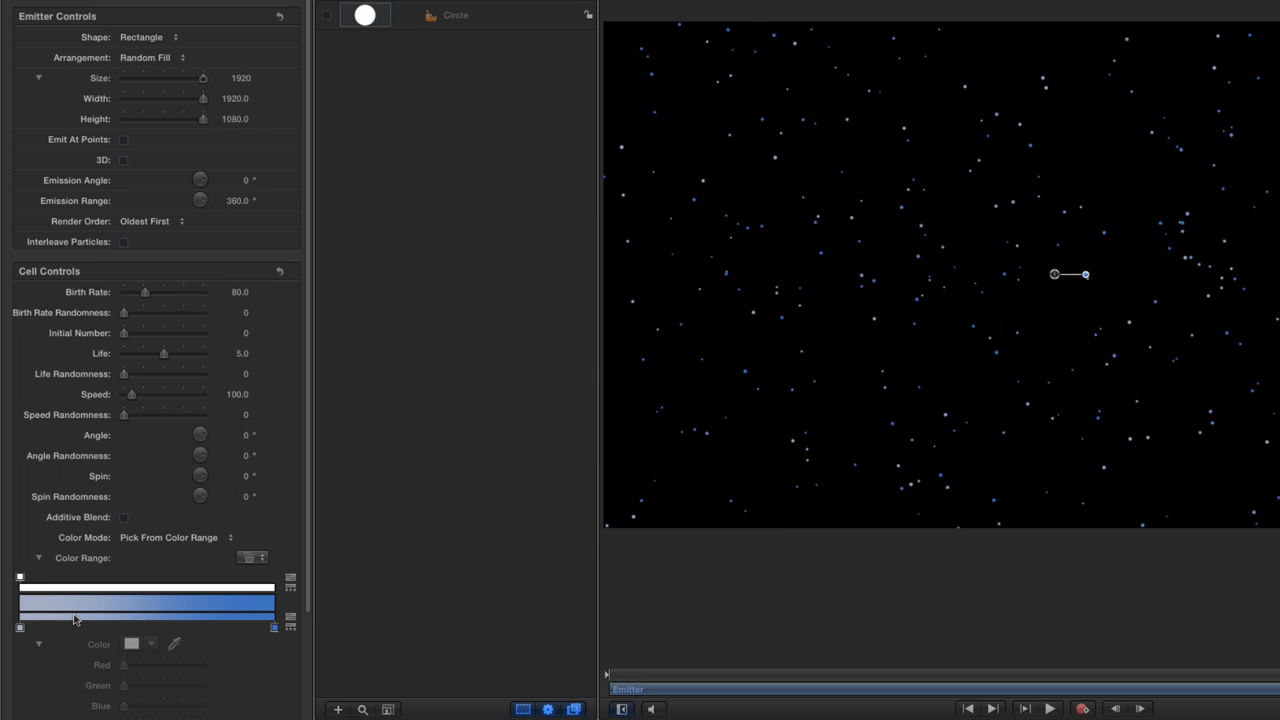 Emitter Controls
Shape: Rectangle
Arrangement: Random Fill
Size: 1920
Width: 1920.0
Height: 1080.0
Emit At Points:
3D:
Emission Angle: 0 °
Emission Range: 360.0 °
Render Order: Oldest First
Interleave Particles:
Cell Controls
Birth Rate: 80.0
Birth Rate Randomness: 0
Initial Number: 0
Life: 5.0
Life Randomness: 0
Speed: 100.0
Speed Randomness: 0
Angle: 0 °
Angle Randomness: 0 °
Spin: 0 °
Spin Randomness: 0 °
Additive Blend:
Color Mode: Pick From Color Range
Color Range:
Color
Red
Green
Blue
Circle
Emitter